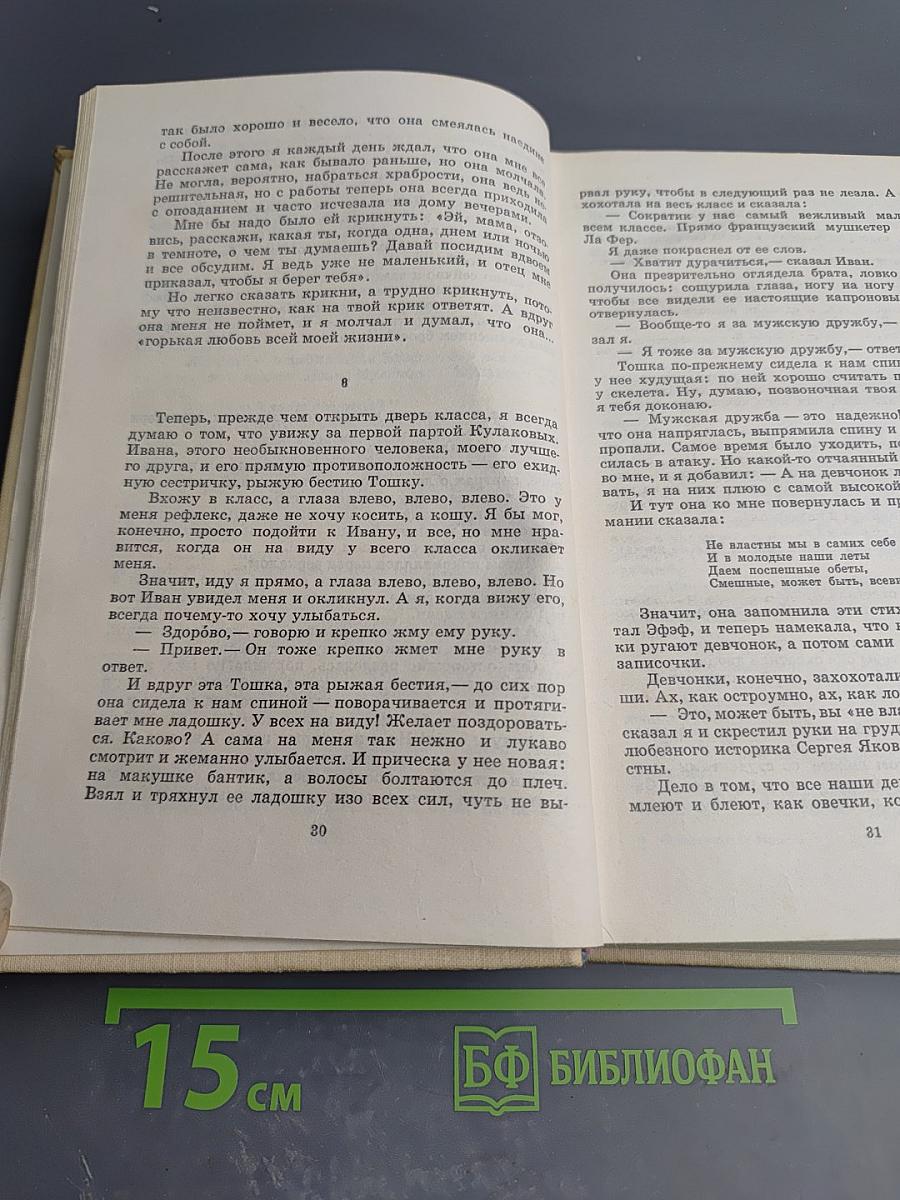 так было хорошо и весело, что она смеялась наедине
с собой.
После этого я каждый день ждал, что она мне все
расскажет сама, как бывало раньше, но она молчала.
Не могла, вероятно, набраться храбрости, она ведь не-
решительная, но с работы теперь она всегда приходила
с опозданием и часто исчезала из дому вечерами.
Мне бы надо было ей крикнуть: «Эй, мама, отзо-
вись, расскажи, какая ты, когда одна, днем или ночью
в темноте, о чем ты думаешь? Давай посидим вдвоем
и все обсудим. Я ведь уже не маленький, и отец мне
приказал, чтобы я берег тебя».
Но легко сказать крикни, а трудно крикнуть, пото-
му что неизвестно, как на твой крик ответят. А вдруг
она меня не поймет, и я молчал и думал, что она...
«горькая любовь всей моей жизни».
8
Теперь, прежде чем открыть дверь класса, я всегда
думаю о том, что увижу за первой партой Кулаковых.
Ивана, этого необыкновенного человека, моего лучше-
го друга, и его прямую противоположность — его ехид-
ную сестричку, рыжую бестию Тошку.
Вхожу в класс, а глаза влево, влево, влево. Это у
меня рефлекс, даже не хочу косить, а кошу. Я бы мог,
конечно, просто подойти к Ивану, и все, но мне нра-
вится, когда он на виду у всего класса окликает
меня.
Значит, иду я прямо, а глаза влево, влево, влево. Но
вот Иван увидел меня и окликнул. А я, когда вижу его,
всегда почему-то хочу улыбаться.
— Здоро́во,— говорю и крепко жму ему руку.
— Привет.— Он тоже крепко жмет мне руку в
ответ.
И вдруг эта Тошка, эта рыжая бестия,— до сих пор
она сидела к нам спиной — поворачивается и протяги-
вает мне ладошку. У всех на виду! Желает поздоровать-
ся. Каково? А сама на меня так нежно и лукаво
смотрит и жеманно улыбается. И прическа у нее новая:
на макушке бантик, а волосы болтаются до плеч.
Взял и тряхнул ее ладошку изо всех сил, чуть не вы-
30
рвал руку, чтобы в следующий раз не лезла. А
хохотала на весь класс и сказала:
— Сократик у нас самый вежливый мал
всем классе. Прямо французский мушкетер
Ла Фер.
Я даже покраснел от ее слов.
— Хватит дурачиться,— сказал Иван.
Она презрительно оглядела брата, ловко
получилось: сощурила глаза, ногу на ногу
чтобы все видели ее настоящие капроновы
отвернулась.
— Вообще-то я за мужскую дружбу,—
зал я.
— Я тоже за мужскую дружбу,— ответ
Тошка по-прежнему сидела к нам спи
у нее худущая: по ней хорошо считать п
у скелета. Ну, думаю, позвоночная твоя
я тебя доконаю.
— Мужская дружба — это надежно
что она напряглась, выпрямила спину и
пропали. Самое время было уходить, по
силась в атаку. Но какой-то отчаянный
во мне, и я добавил: — А на девчонок л
вать, я на них плюю с самой высокой
И тут она ко мне повернулась и пр
мании сказала:
Не властны мы в самих себе
И в молодые наши леты
Даем поспешные обеты,
Смешные, может быть, всеви
Значит, она запомнила эти стих
тал Эфэф, и теперь намекала, что
ки ругают девчонок, а потом сами
записочки.
Девчонки, конечно, захохотали
ши. Ах, как остроумно, ах, как ло
— Это, может быть, вы «не вла
сказал я и скрестил руки на груд
любезного историка Сергея Яков
стны.
Дело в том, что все наши де
млеют и блеют, как овечки, ко
31
15 см
БФ БИБЛИОФАН